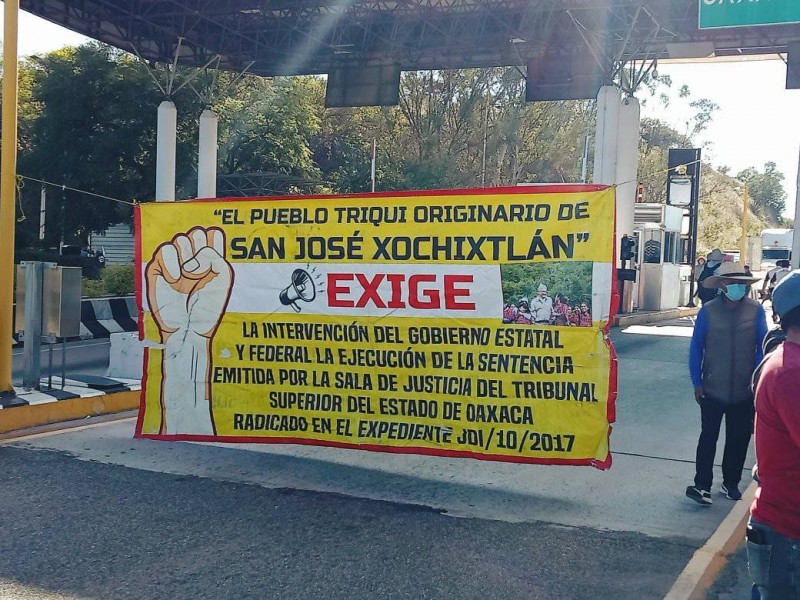 "EL PUEBLO TRIQUI ORIGINARIO DE
SAN JOSÉ XOCHIXTLÁN"
EXIGE
LA INTERVENCIÓN DEL GOBIERNO ESTATAL
Y FEDERAL LA EJECUCIÓN DE LA SENTENCIA
EMITIDA POR LA SALA DE JUSTICIA DEL TRIBUNAL
SUPERIOR DEL ESTADO DE OAXACA
RADICADO EN EL EXPEDIENTE JDI/10/2017